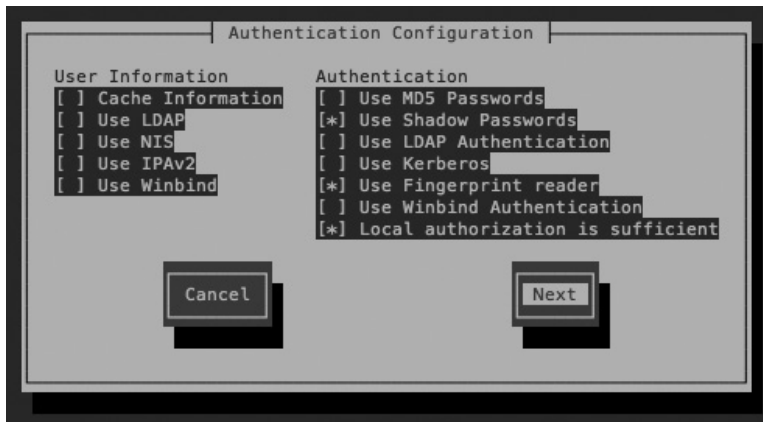 Authentication Configuration
User Information
[ ] Cache Information
[ ] Use LDAP
[ ] Use NIS
[ ] Use IPAv2
[ ] Use Winbind
Authentication
[ ] Use MD5 Passwords
[*] Use Shadow Passwords
[ ] Use LDAP Authentication
[ ] Use Kerberos
[*] Use Fingerprint reader
[ ] Use Winbind Authentication
[*] Local authorization is sufficient
Cancel
Next